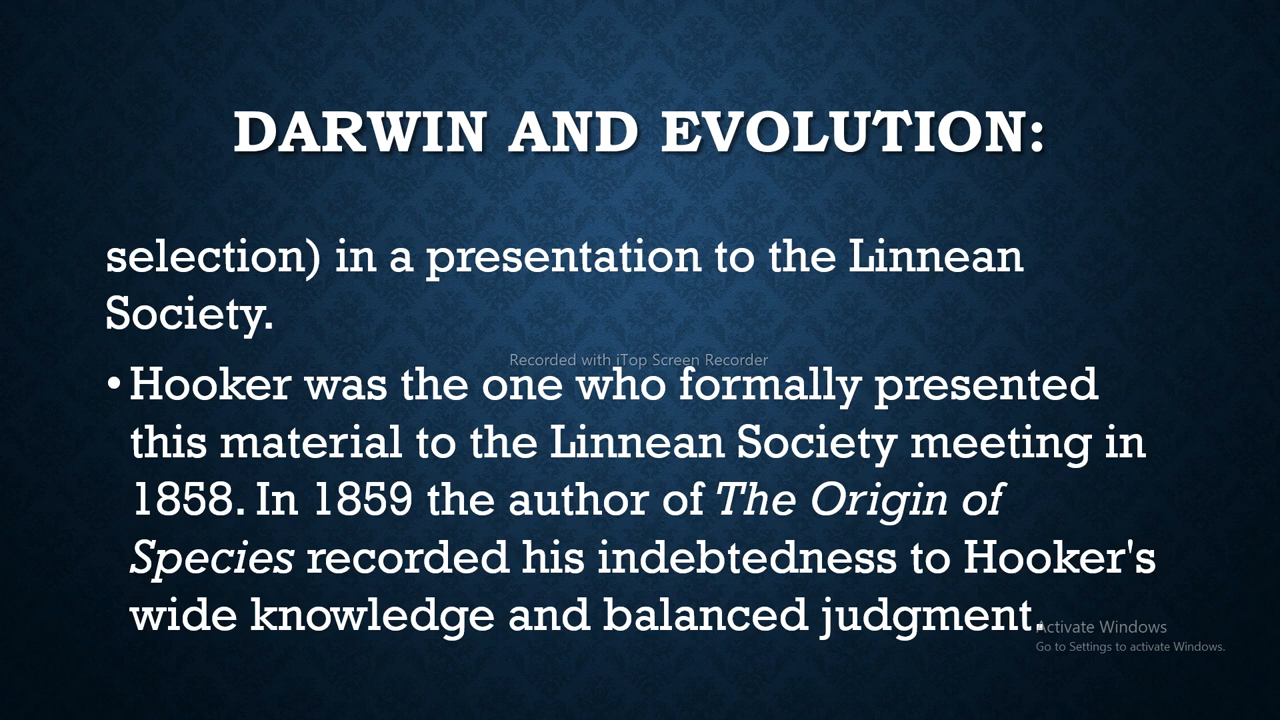 DARWIN AND EVOLUTION:
selection) in a presentation to the Linnean
Society.
Recorded with iTop Screen Recorder
• Hooker was the one who formally presented
this material to the Linnean Society meeting in
1858. In 1859 the author of The Origin of
Species recorded his indebtedness to Hooker's
wide knowledge and balanced judgment.
Activate Windows
Go to Settings to activate Windows.